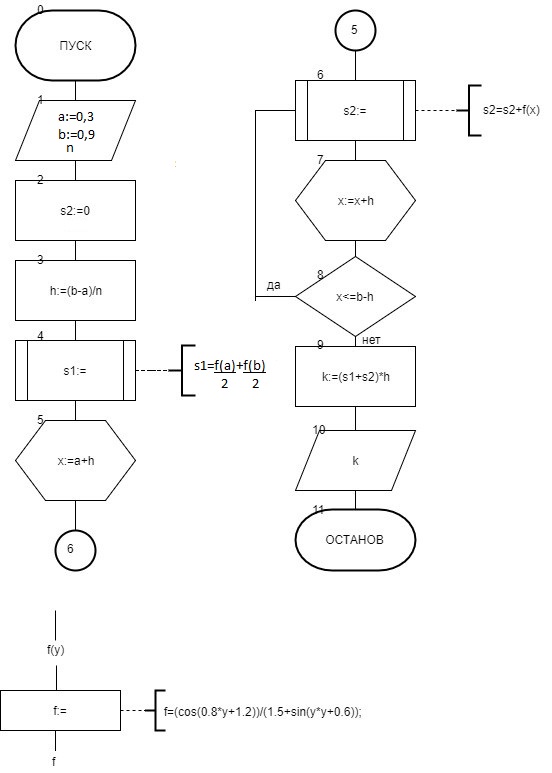 0
ПУСК
1
a:=0,3
b:=0,9
n
2
s2:=0
3
h:=(b-a)/n
4
s1:=
s1=f(a)+f(b)
2 2
5
x:=a+h
6
5
6
s2:=
s2=s2+f(x)
7
x:=x+h
8
да
x<=b-h
нет
9
k:=(s1+s2)*h
10
k
11
ОСТАНОВ
f(y)
f:=
f=(cos(0.8*y+1.2))/(1.5+sin(y*y+0.6));
f